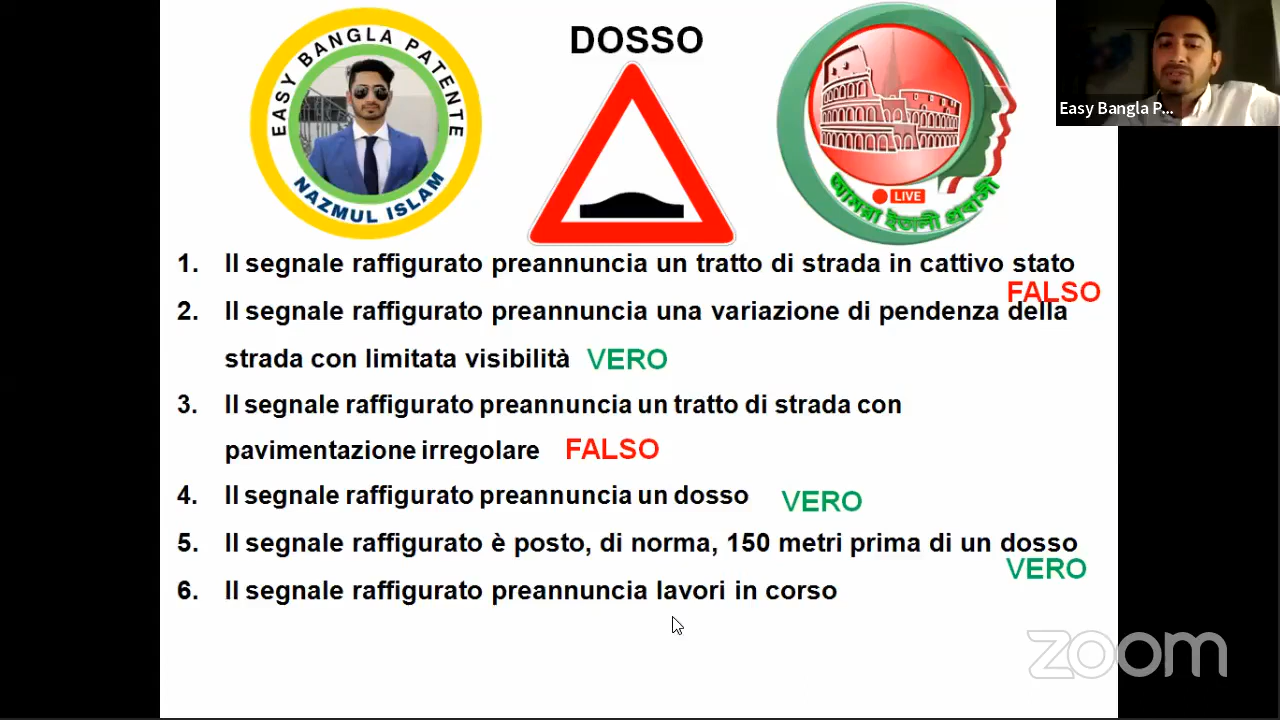 EASY BANGLA PATENTE
NAZMUL ISLAM
DOSSO
LIVE
আমরা ইতালী প্রবাসী
Easy Bangla P...
1. Il segnale raffigurato preannuncia un tratto di strada in cattivo stato
FALSO
2. Il segnale raffigurato preannuncia una variazione di pendenza della
strada con limitata visibilità VERO
3. Il segnale raffigurato preannuncia un tratto di strada con
pavimentazione irregolare FALSO
4. Il segnale raffigurato preannuncia un dosso VERO
5. Il segnale raffigurato è posto, di norma, 150 metri prima di un dosso
VERO
6. Il segnale raffigurato preannuncia lavori in corso
zoom